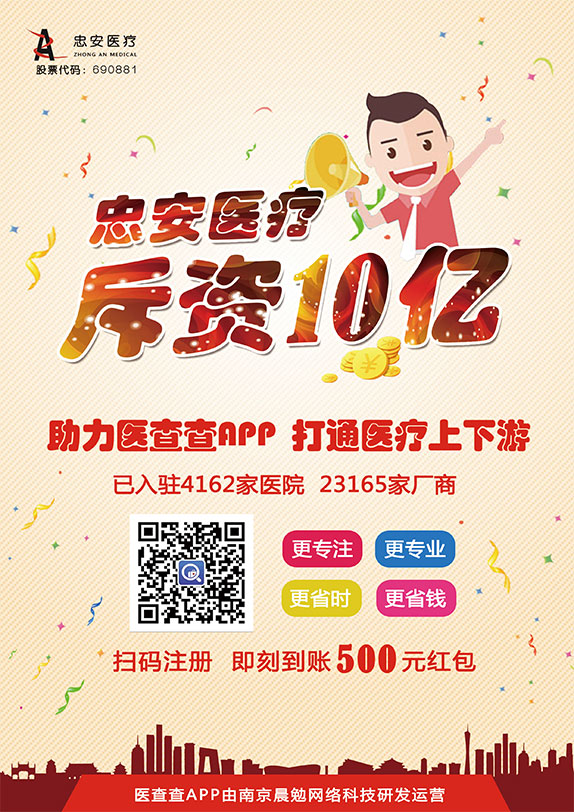 忠安医疗
ZHONG AN MEDICAL
股票代码：690881
忠安医疗
斥资10亿
助力医查查APP 打通医疗上下游
已入驻4162家医院 23165家厂商
更专注 更专业
更省时 更省钱
扫码注册 即刻到账500元红包
医查查APP由南京晨勉网络科技研发运营